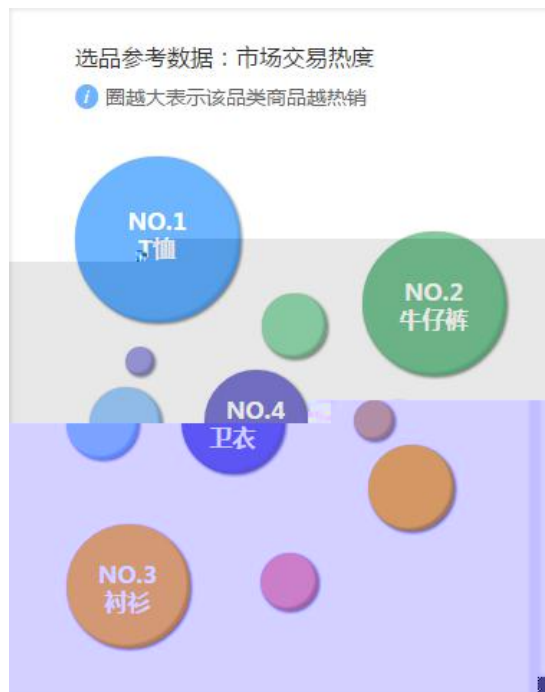 选品参考数据：市场交易热度
i 圈越大表示该品类商品越热销
NO.1
T恤
NO.2
牛仔裤
NO.4
卫衣
NO.3
衬衫